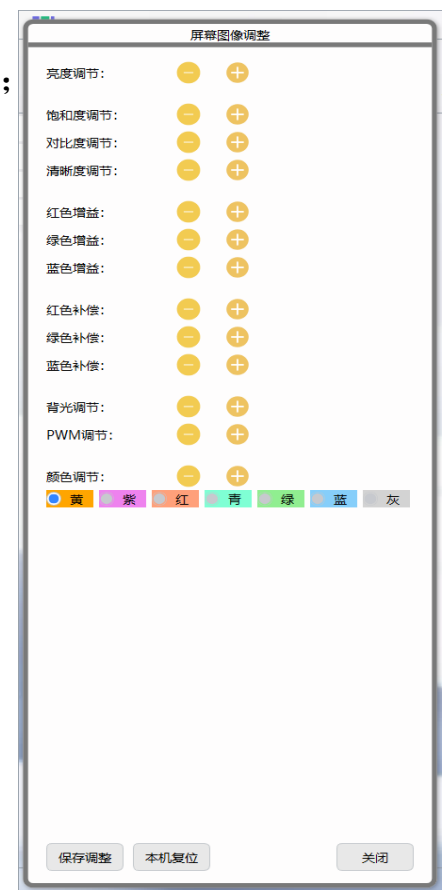 屏幕图像调整
;
亮度调节:
饱和度调节:
对比度调节:
清晰度调节:
红色增益:
绿色增益:
蓝色增益:
红色补偿:
绿色补偿:
蓝色补偿:
背光调节:
PWM调节:
颜色调节:
黄 紫 红 青 绿 蓝 灰
保存调整 本机复位 关闭